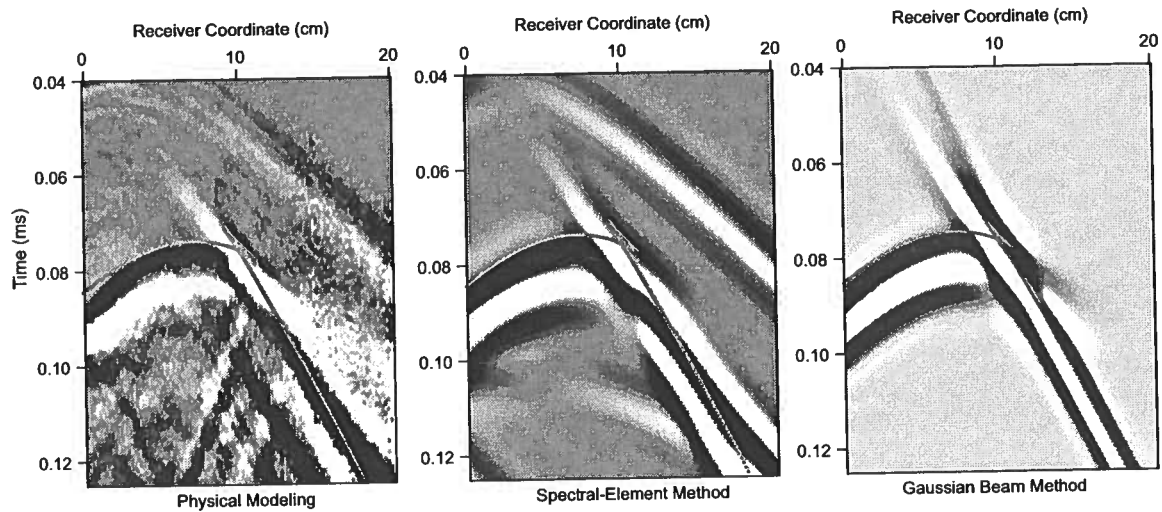 Receiver Coordinate (cm) Receiver Coordinate (cm) Receiver Coordinate (cm)
0 10 20 0 10 20 0 10 20
0.04 0.04 0.04
0.06 0.06 0.06
Time (ms)
0.08 0.08 0.08
0.10 0.10 0.10
0.12 0.12 0.12
Physical Modeling Spectral-Element Method Gaussian Beam Method